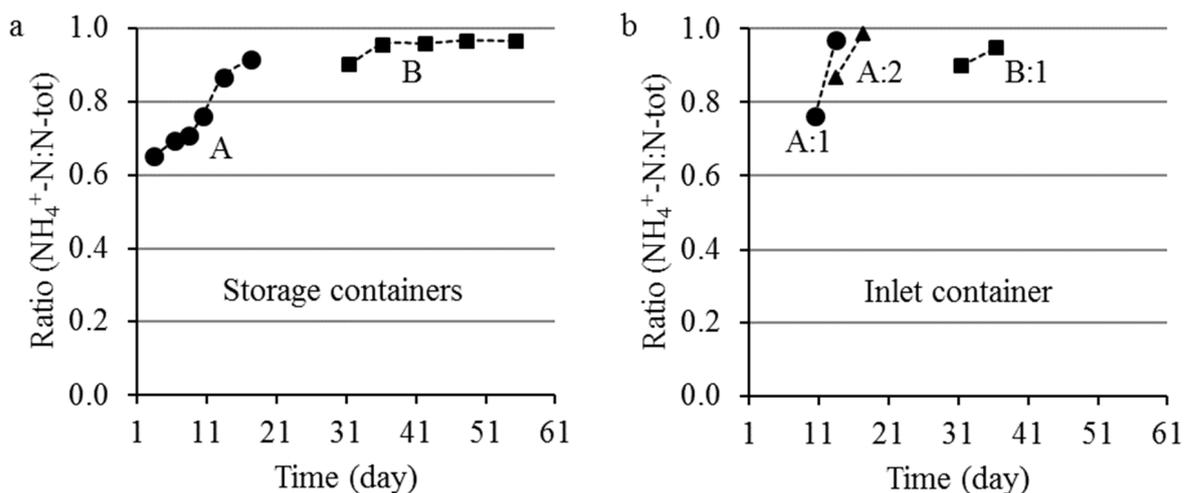 a
Ratio (NH₄⁺-N:N-tot)
1.0
0.8
0.6
0.4
0.2
0.0
A
B
Storage containers
1 11 21 31 41 51 61
Time (day)
b
Ratio (NH₄⁺-N:N-tot)
1.0
0.8
0.6
0.4
0.2
0.0
A:2
B:1
A:1
Inlet container
1 11 21 31 41 51 61
Time (day)